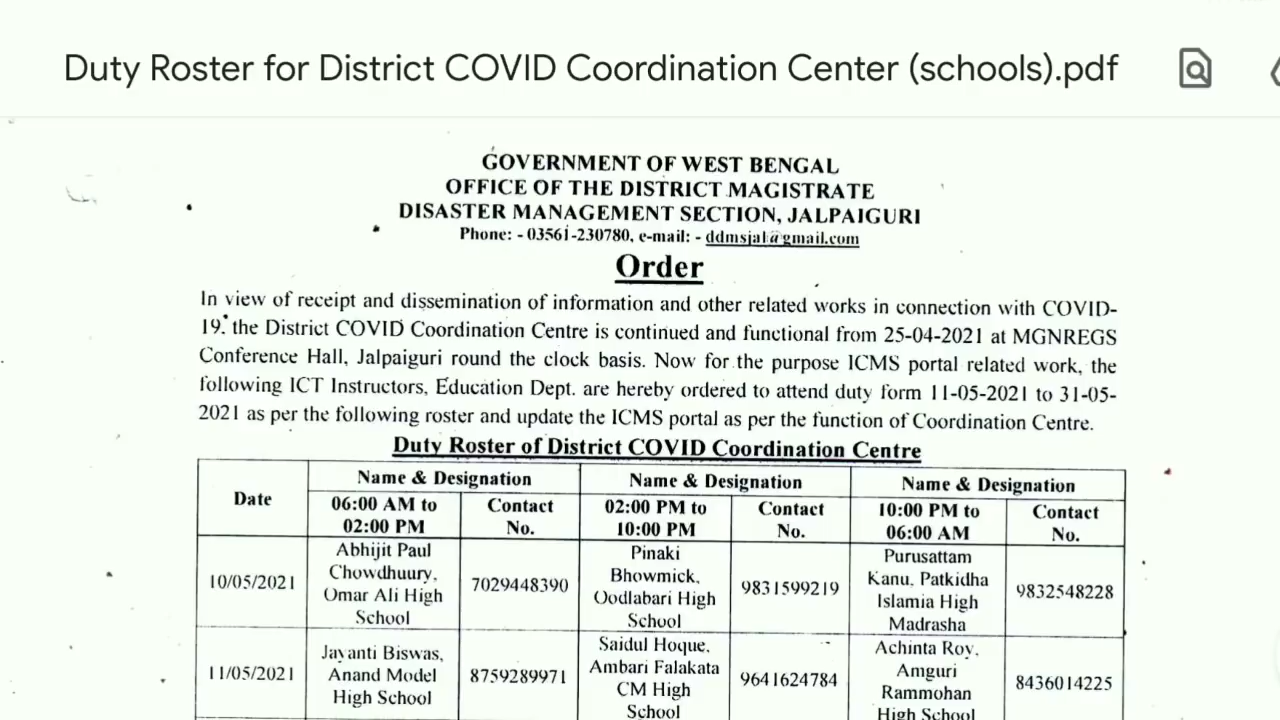 Duty Roster for District COVID Coordination Center (schools).pdf
GOVERNMENT OF WEST BENGAL
OFFICE OF THE DISTRICT MAGISTRATE
DISASTER MANAGEMENT SECTION, JALPAIGURI
Phone: - 03561-230780, e-mail: - ddmsjal@gmail.com
Order
In view of receipt and dissemination of information and other related works in connection with COVID-
19. the District COVID Coordination Centre is continued and functional from 25-04-2021 at MGNREGS
Conference Hall, Jalpaiguri round the clock basis. Now for the purpose ICMS portal related work, the
following ICT Instructors, Education Dept. are hereby ordered to attend duty form 11-05-2021 to 31-05-
2021 as per the following roster and update the ICMS portal as per the function of Coordination Centre.
Duty Roster of District COVID Coordination Centre
Date
Name & Designation
Name & Designation
Name & Designation
06:00 AM to
02:00 PM
Contact
No.
02:00 PM to
10:00 PM
Contact
No.
10:00 PM to
06:00 AM
Contact
No.
10/05/2021
Abhijit Paul
Chowdhuury,
Omar Ali High
School
7029448390
Pinaki
Bhowmick,
Oodlabari High
School
9831599219
Purusattam
Kanu, Patkidha
Islamia High
Madrasha
9832548228
11/05/2021
Jayanti Biswas,
Anand Model
High School
8759289971
Saidul Hoque,
Ambari Falakata
CM High
School
9641624784
Achinta Roy,
Amguri
Rammohan
High School
8436014225